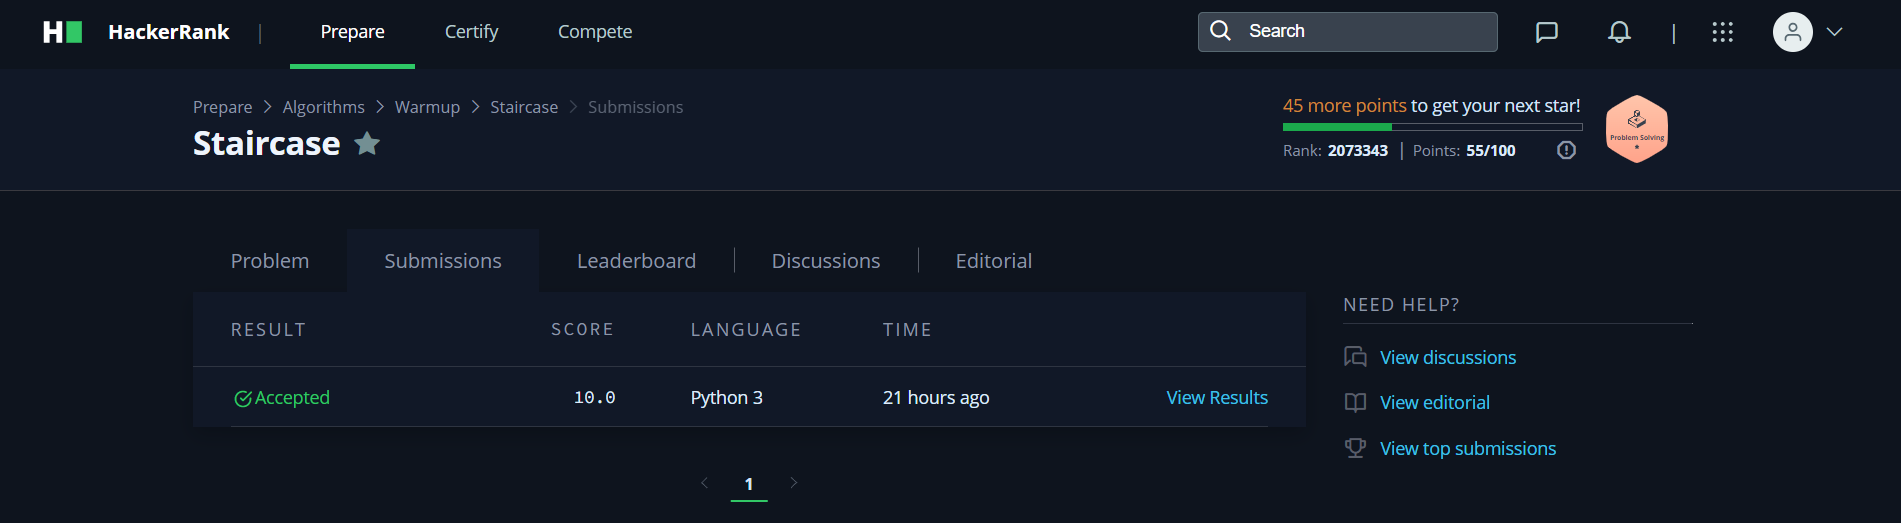 H HackerRank | Prepare Certify Compete Search |
Prepare > Algorithms > Warmup > Staircase > Submissions
Staircase
45 more points to get your next star!
Rank: 2073343 | Points: 55/100
Problem Solving
Problem Submissions Leaderboard | Discussions | Editorial
RESULT SCORE LANGUAGE TIME
Accepted 10.0 Python 3 21 hours ago View Results
1
NEED HELP?
View discussions
View editorial
View top submissions